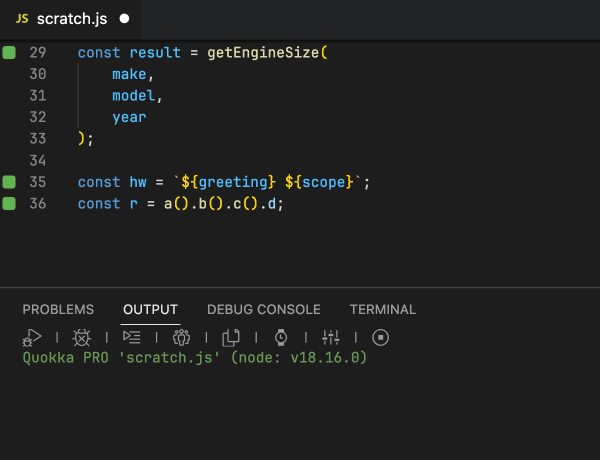 JS scratch.js
29 const result = getEngineSize(
30     make,
31     model,
32     year
33 );
34
35 const hw = `${greeting} ${scope}`;
36 const r = a().b().c().d;
PROBLEMS OUTPUT DEBUG CONSOLE TERMINAL
Quokka PRO 'scratch.js' (node: v18.16.0)